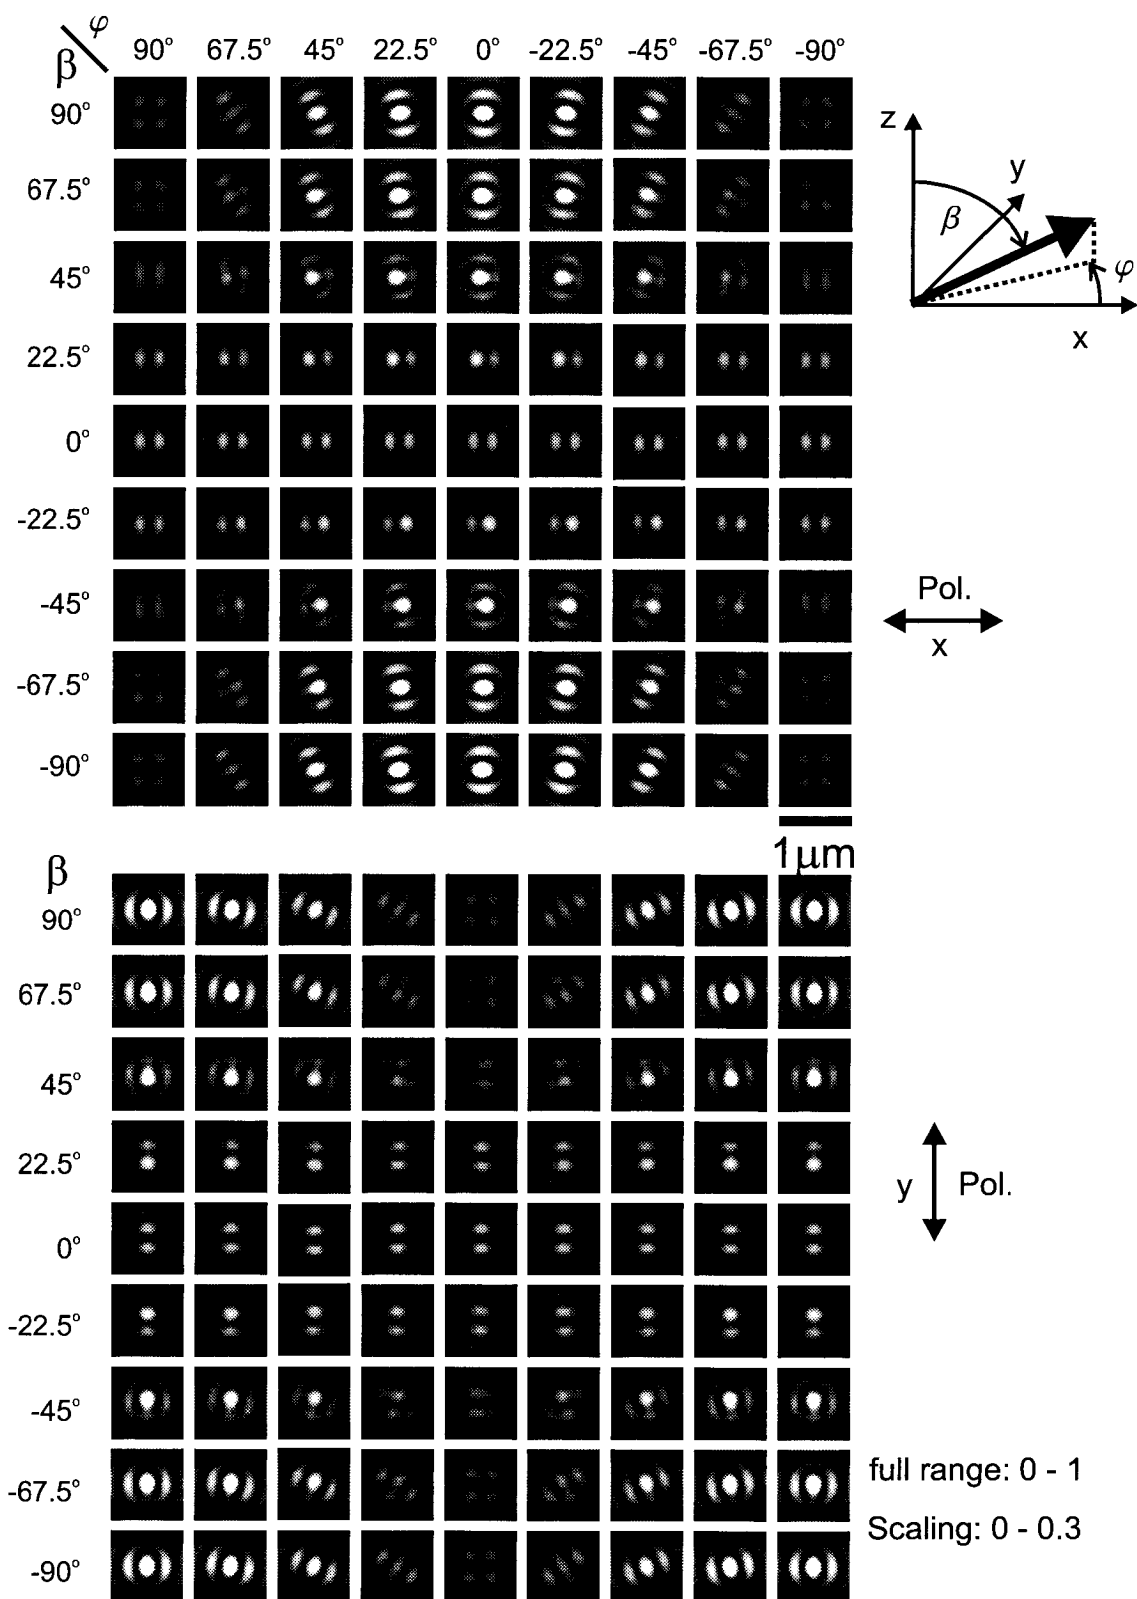 φ
β 90° 67.5° 45° 22.5° 0° -22.5° -45° -67.5° -90°
90°
67.5°
45°
22.5°
0°
-22.5°
-45°
-67.5°
-90°
z
y
β
φ
x
Pol.
x
1μm
β
90°
67.5°
45°
22.5°
0°
-22.5°
-45°
-67.5°
-90°
y Pol.
full range: 0 - 1
Scaling: 0 - 0.3